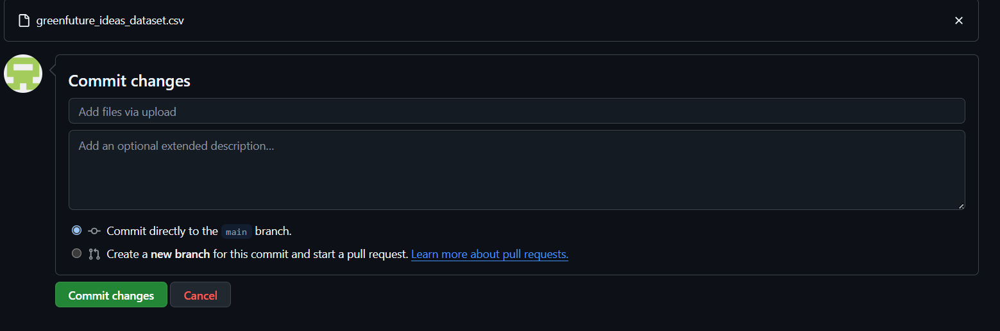 greenfuture_ideas_dataset.csv
Commit changes
Add files via upload
Add an optional extended description...
Commit directly to the main branch.
Create a new branch for this commit and start a pull request. Learn more about pull requests.
Commit changes Cancel